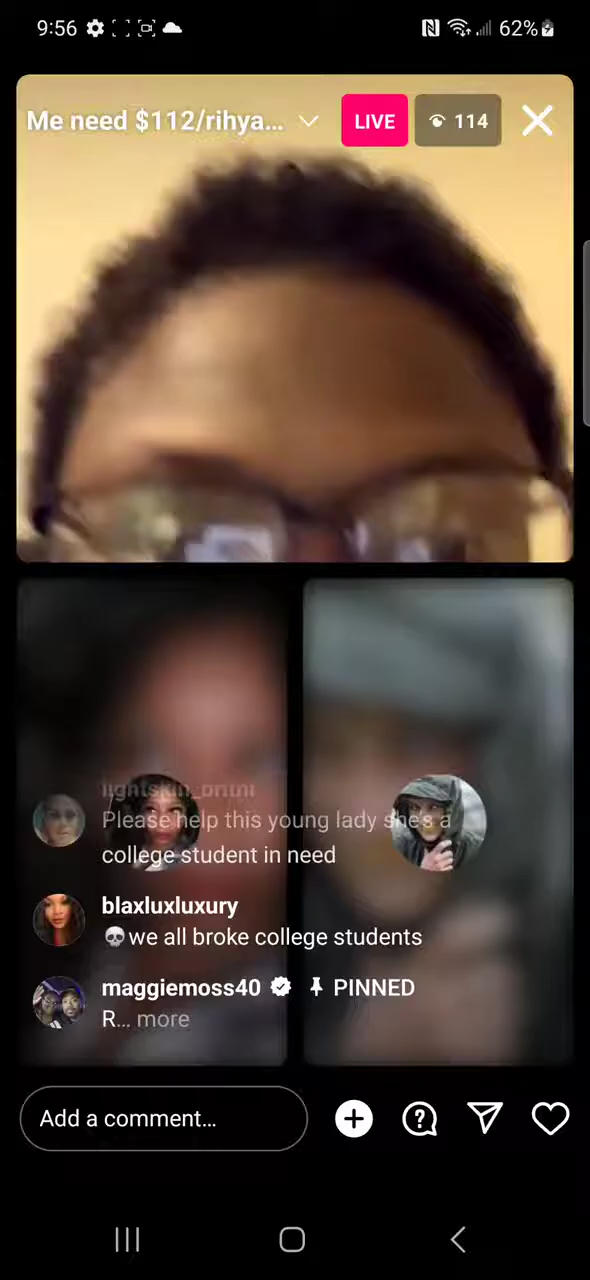 9:56
62%
Me need $112/rihya...
LIVE
114
lightskin_britni
Please help this young lady she's a
college student in need
blaxluxluxury
💀we all broke college students
maggiemoss40 PINNED
R... more
Add a comment...